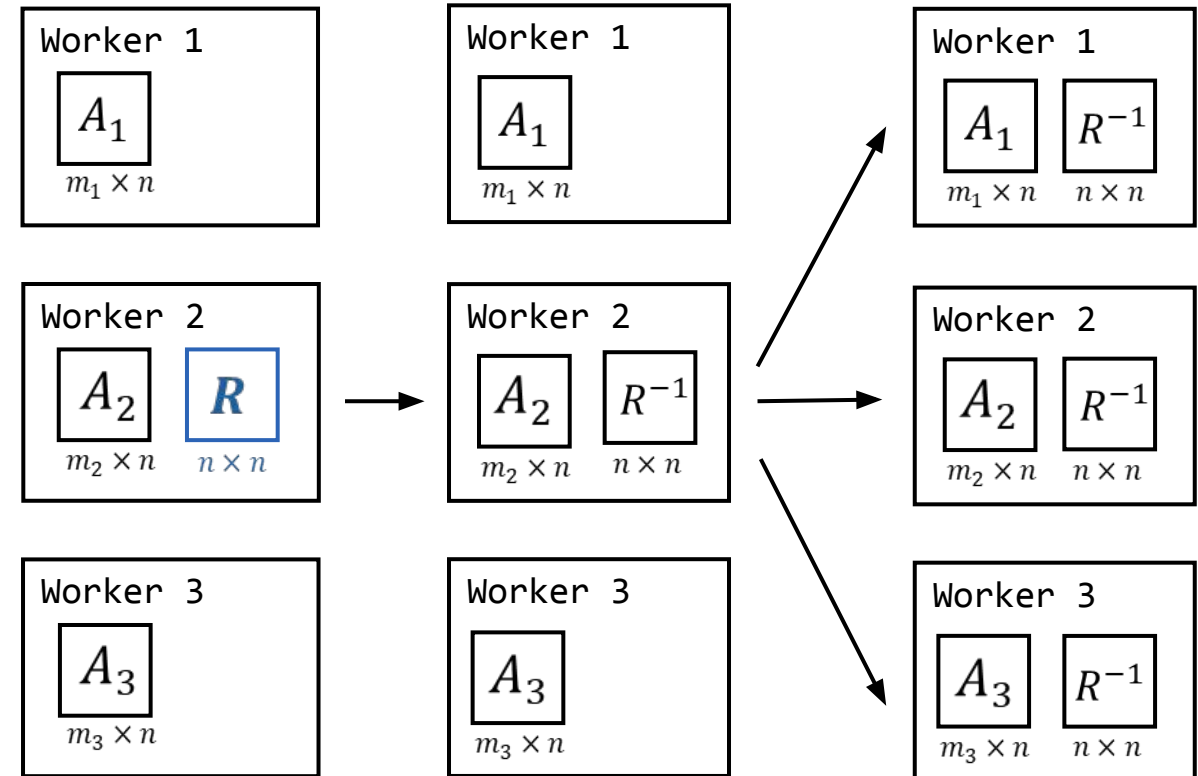 Worker 1
A₁
m₁ × n
Worker 2
A₂ R
m₂ × n n × n
Worker 3
A₃
m₃ × n
Worker 1
A₁
m₁ × n
Worker 2
A₂ R⁻¹
m₂ × n n × n
Worker 3
A₃
m₃ × n
Worker 1
A₁ R⁻¹
m₁ × n n × n
Worker 2
A₂ R⁻¹
m₂ × n n × n
Worker 3
A₃ R⁻¹
m₃ × n n × n